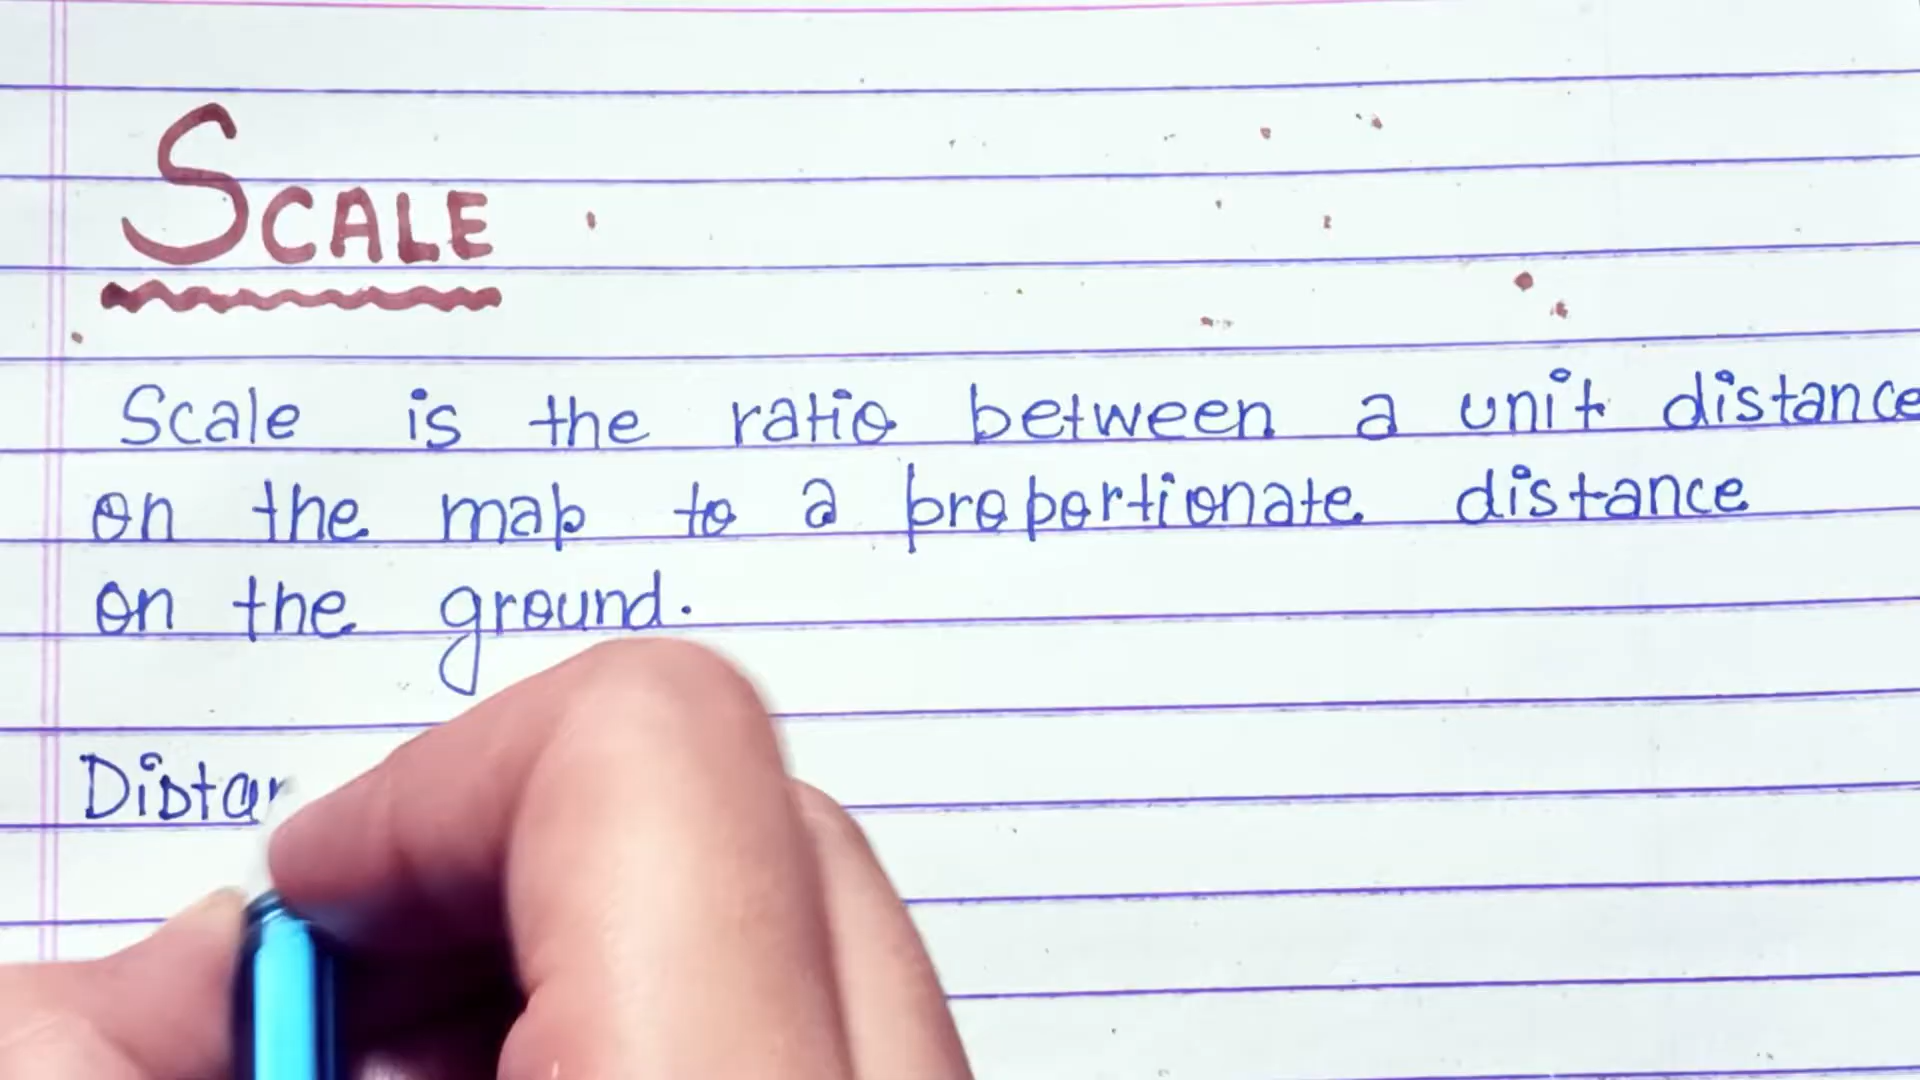 SCALE
Scale is the ratio between a unit distance
on the map to a proportionate distance
on the ground.
Distan